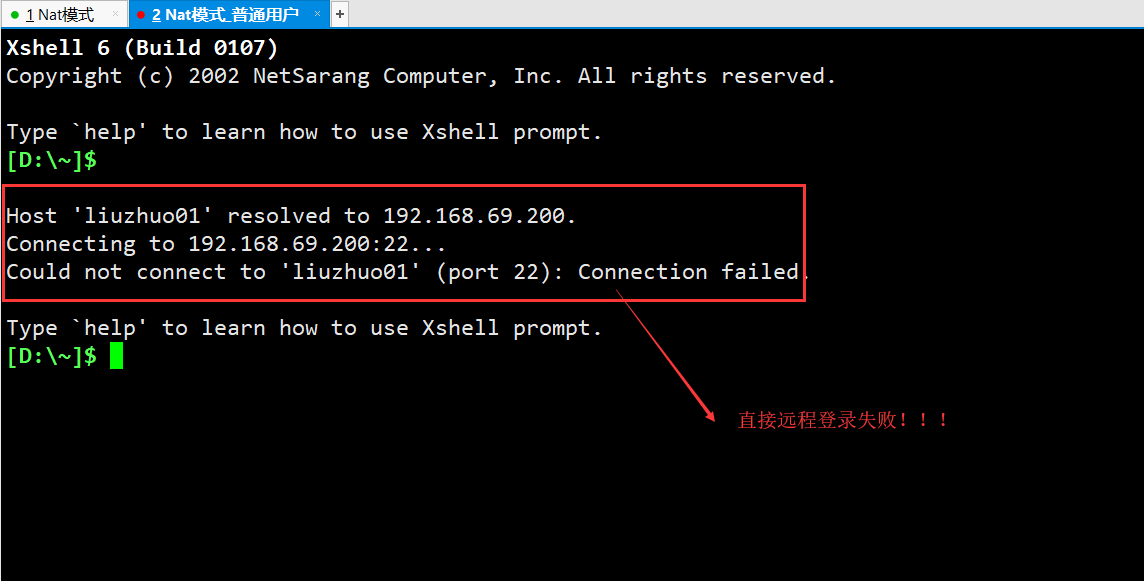 1 Nat模式 × 2 Nat模式_普通用户 × +
Xshell 6 (Build 0107)
Copyright (c) 2002 NetSarang Computer, Inc. All rights reserved.
Type `help' to learn how to use Xshell prompt.
[D:\~]$
Host 'liuzhuo01' resolved to 192.168.69.200.
Connecting to 192.168.69.200:22...
Could not connect to 'liuzhuo01' (port 22): Connection failed.
Type `help' to learn how to use Xshell prompt.
[D:\~]$
直接远程登录失败！！！